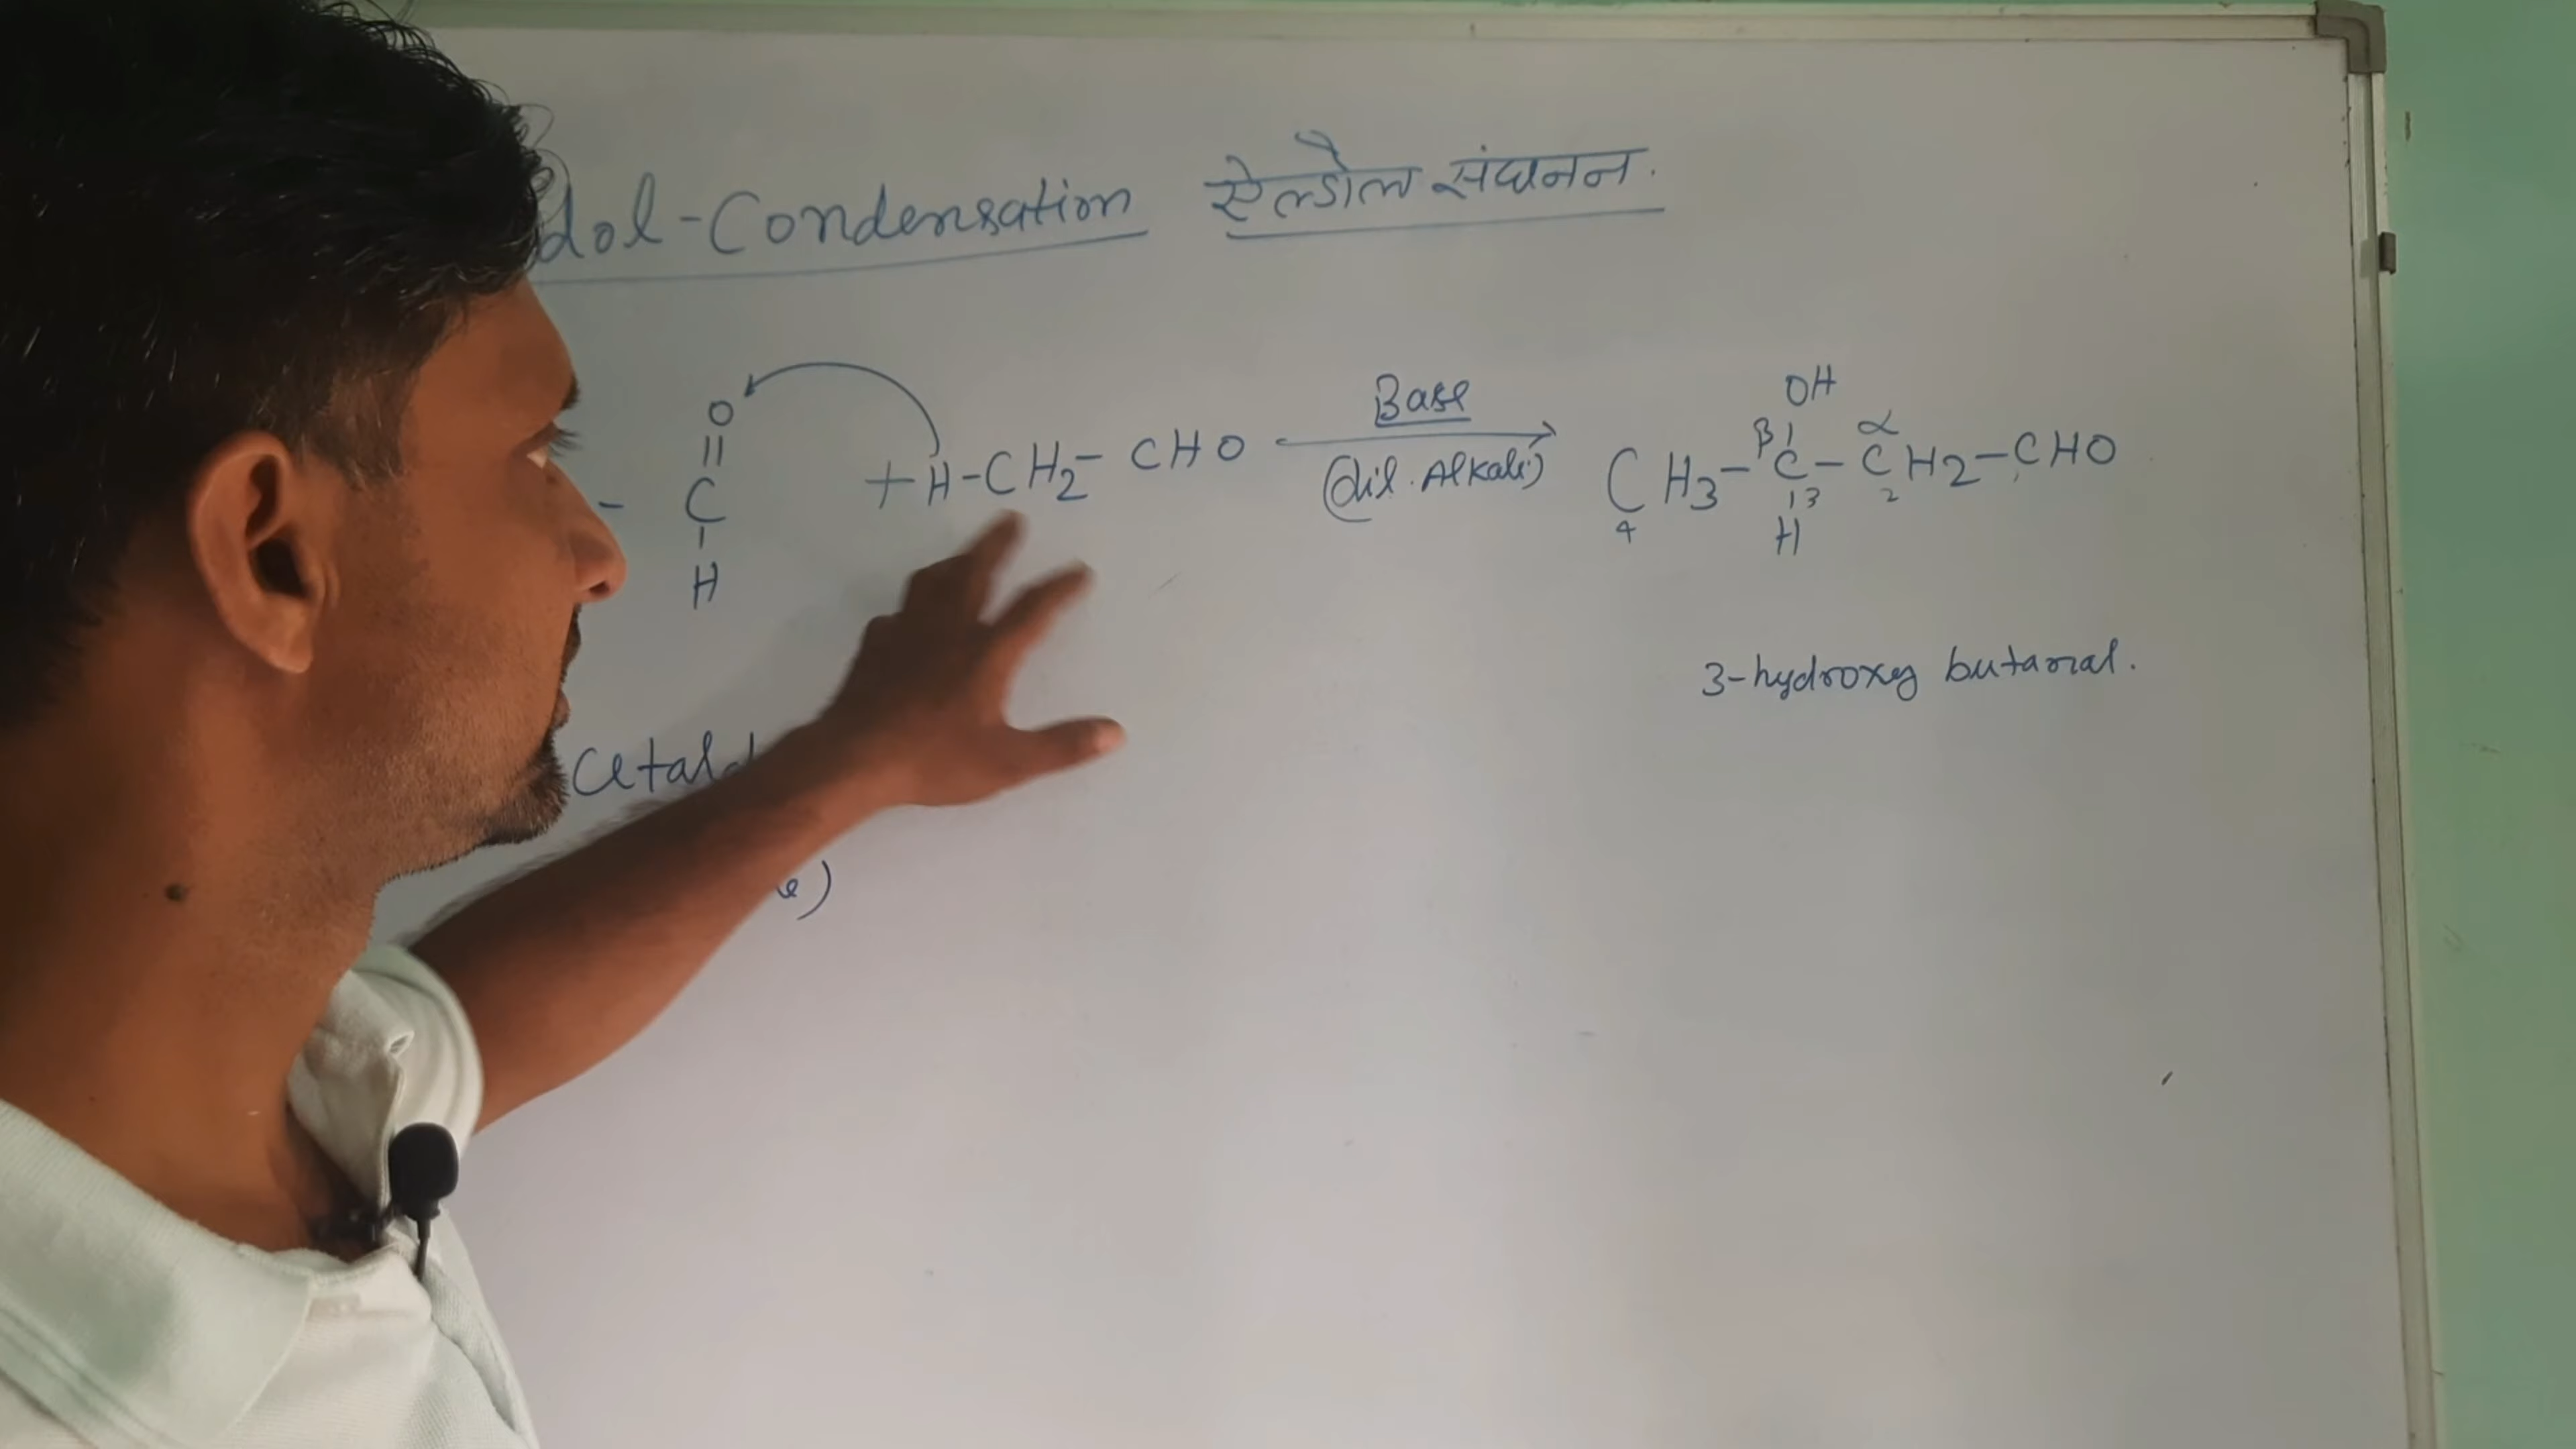 dol-Condensation ऐल्डौल संघनन.
O
||
- C
|
H
+ H-CH2- CHO
Base
(dil. Alkali)
OH
β | α
CH3-C-CH2-CHO
4 | 3 2
H
3-hydroxy butanal.
cetald
e)